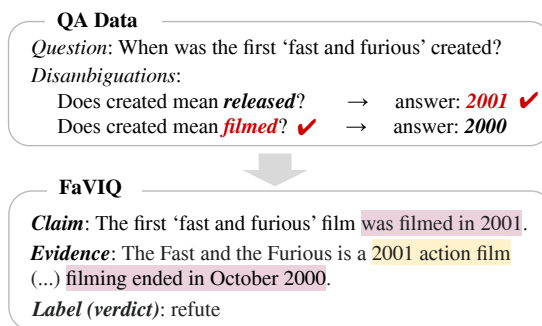 QA Data
Question: When was the first ‘fast and furious’ created?
Disambiguations:
Does created mean released? → answer: 2001 ✔
Does created mean filmed? ✔ → answer: 2000
FaVIQ
Claim: The first ‘fast and furious’ film was filmed in 2001.
Evidence: The Fast and the Furious is a 2001 action film
(...) filming ended in October 2000.
Label (verdict): refute